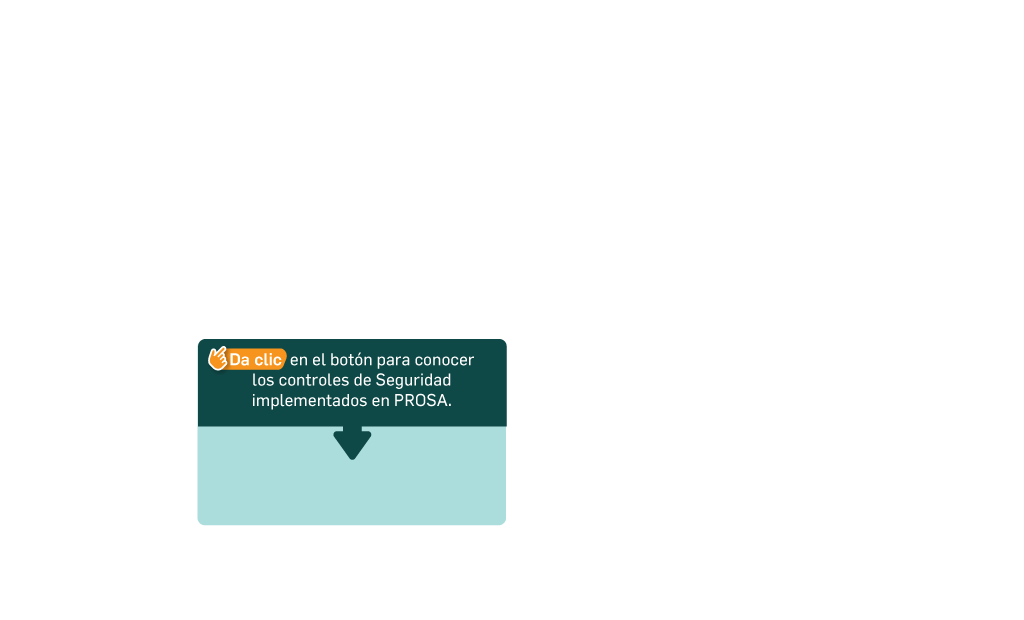 Da clic en el botón para conocer
los controles de Seguridad
implementados en PROSA.